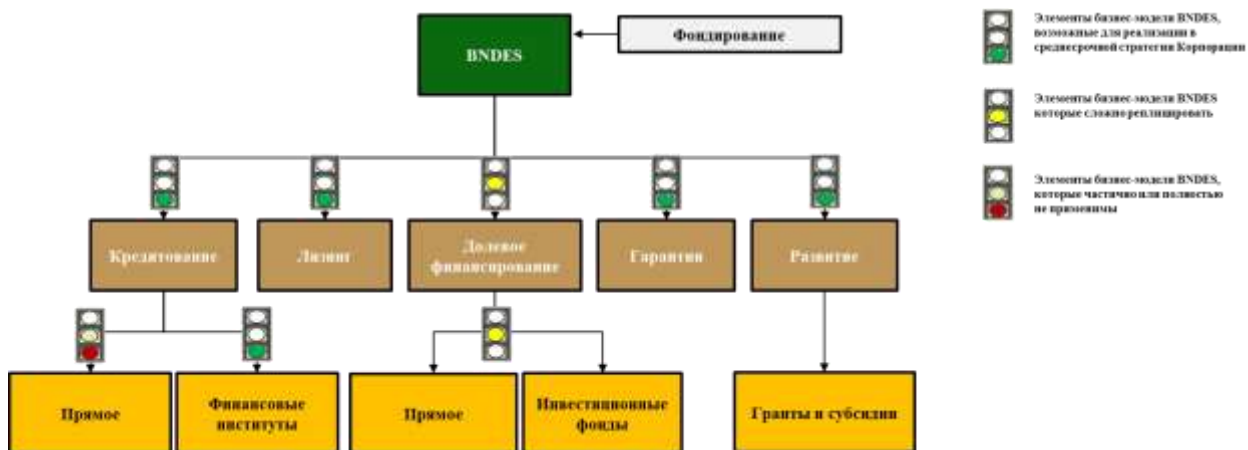 BNDES
Фондирование
Элементы бизнес-модели BNDES,
возможные для реализации в
среднесрочной стратегии Корпорации
Элементы бизнес-модели BNDES
которые сложно реплицировать
Элементы бизнес-модели BNDES,
которые частично или полностью
не применимы
Кредитование
Лизинг
Долевое
финансирование
Гарантии
Развитие
Прямое
Финансовые
институты
Прямое
Инвестиционные
фонды
Гранты и субсидии